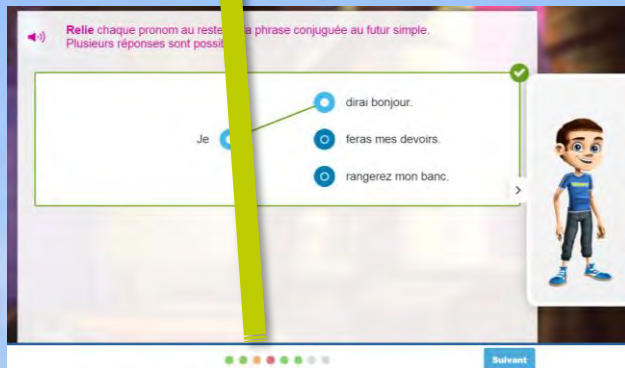 Relie chaque pronom au reste la phrase conjuguée au futur simple.
Plusieurs réponses sont
dirai bonjour.
Je
feras mes devoirs.
rangerez mon banc.
Suivant